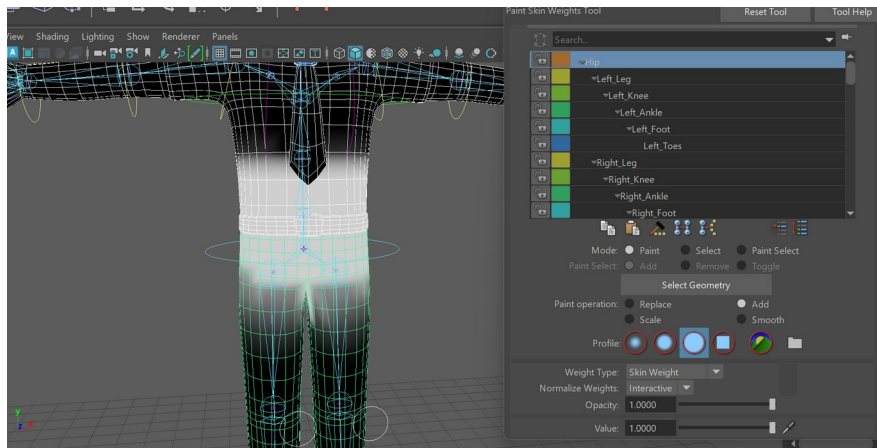 Paint Skin Weights Tool Reset Tool Tool Help
View Shading Lighting Show Renderer Panels
Search...
Hip
Left_Leg
Left_Knee
Left_Ankle
Left_Foot
Left_Toes
Right_Leg
Right_Knee
Right_Ankle
Right_Foot
Mode: Paint Select Paint Select
Paint Select: Add Remove Toggle
Select Geometry
Paint operation: Replace Add
Scale Smooth
Profile:
Weight Type: Skin Weight
Normalize Weights: Interactive
Opacity: 1.0000
Value: 1.0000
y
z x